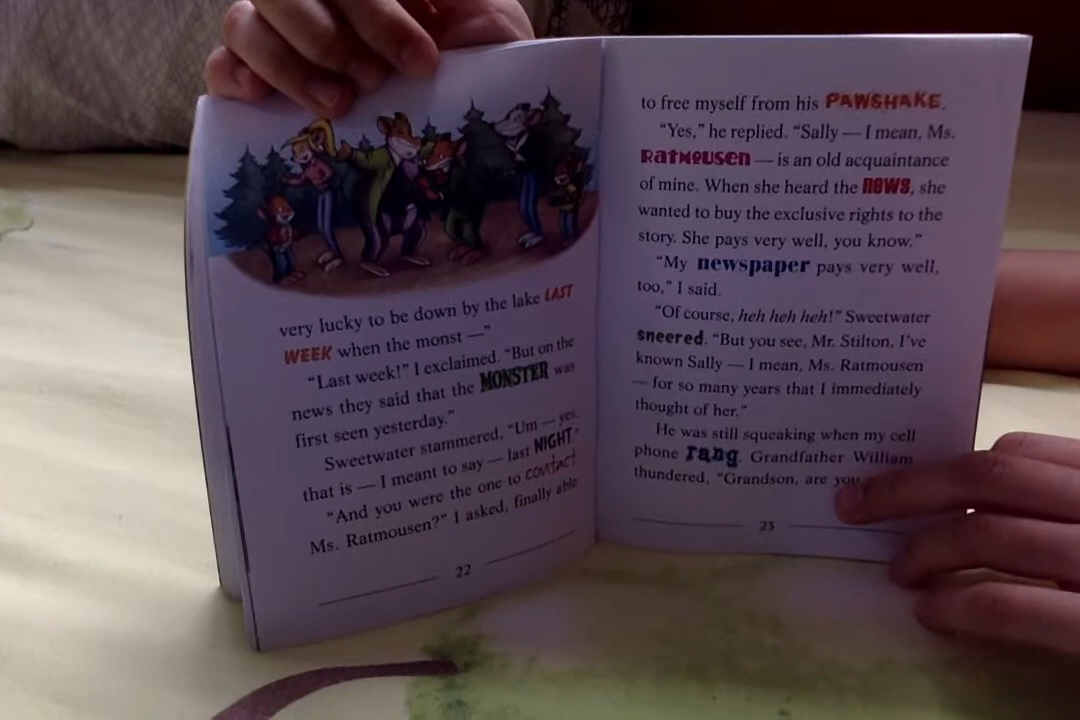 very lucky to be down by the lake LAST
WEEK when the monst —"
"Last week!" I exclaimed. "But on the
news they said that the MONSTER was
first seen yesterday."
Sweetwater stammered, "Um — yes,
that is — I meant to say — last NIGHT."
"And you were the one to contact
Ms. Ratmousen?" I asked, finally able
22
to free myself from his PAWSHAKE.
"Yes," he replied. "Sally — I mean, Ms.
RATMOUSEN — is an old acquaintance
of mine. When she heard the NEWS, she
wanted to buy the exclusive rights to the
story. She pays very well, you know."
"My newspaper pays very well,
too," I said.
"Of course, heh heh heh!" Sweetwater
sneered. "But you see, Mr. Stilton, I've
known Sally — I mean, Ms. Ratmousen
— for so many years that I immediately
thought of her."
He was still squeaking when my cell
phone rang. Grandfather William
thundered, "Grandson, are you
23